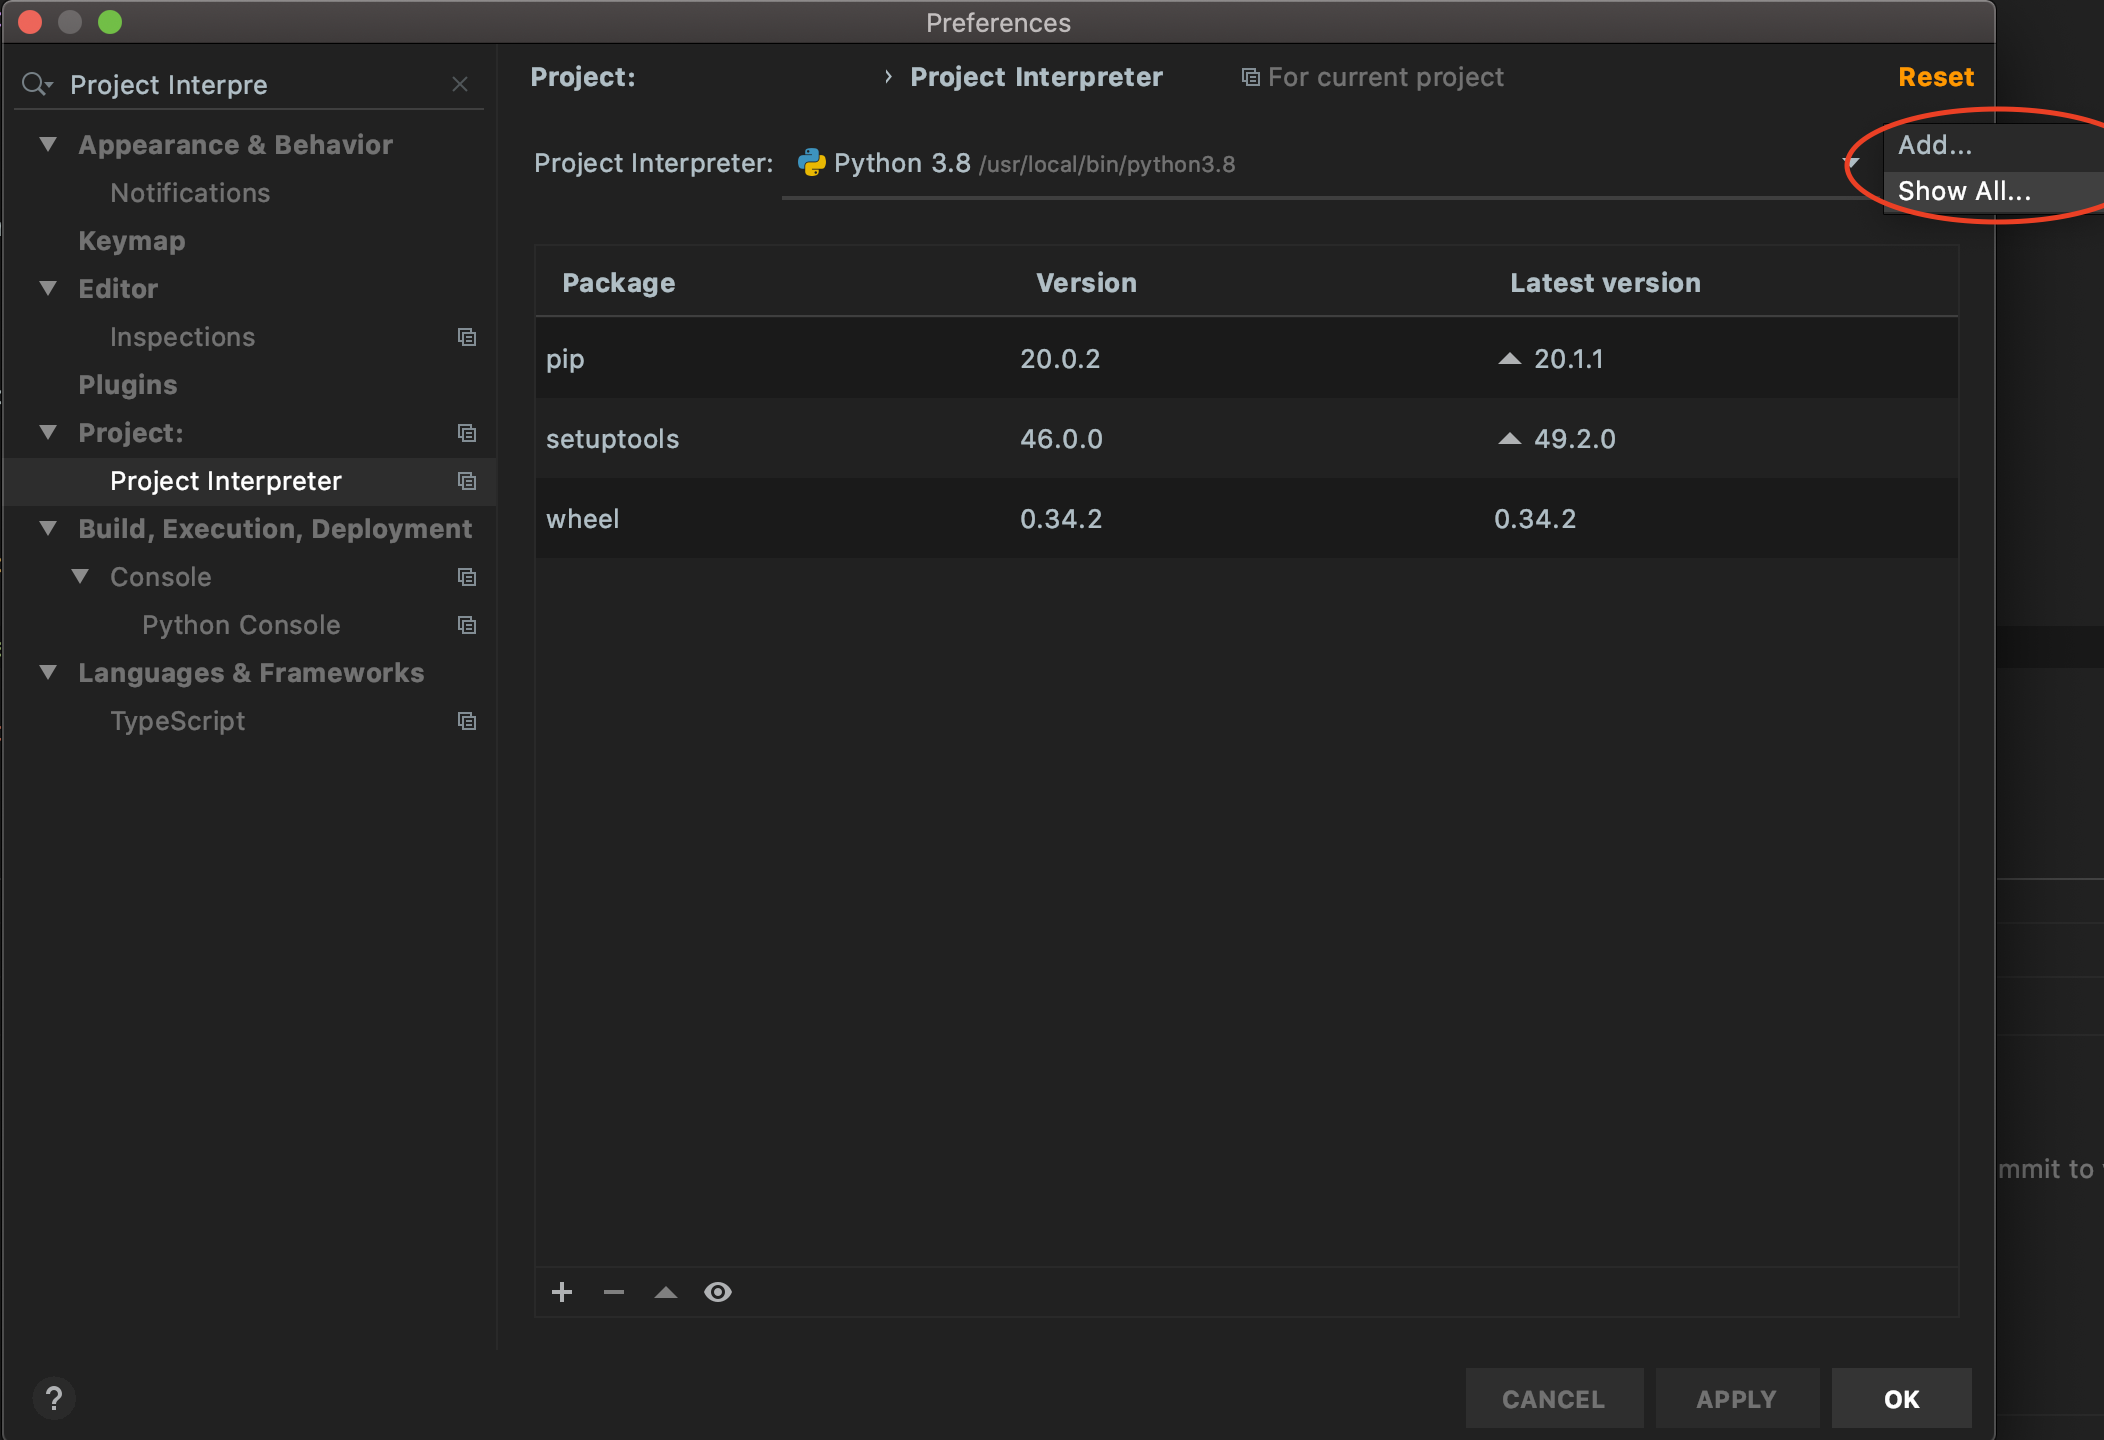 Preferences
Project Interpre
Appearance & Behavior
Notifications
Keymap
Editor
Inspections
Plugins
Project:
Project Interpreter
Build, Execution, Deployment
Console
Python Console
Languages & Frameworks
TypeScript
Project: › Project Interpreter For current project Reset
Project Interpreter: Python 3.8 /usr/local/bin/python3.8
Add...
Show All...
Package Version Latest version
pip 20.0.2 20.1.1
setuptools 46.0.0 49.2.0
wheel 0.34.2 0.34.2
mmit to
?
CANCEL APPLY OK